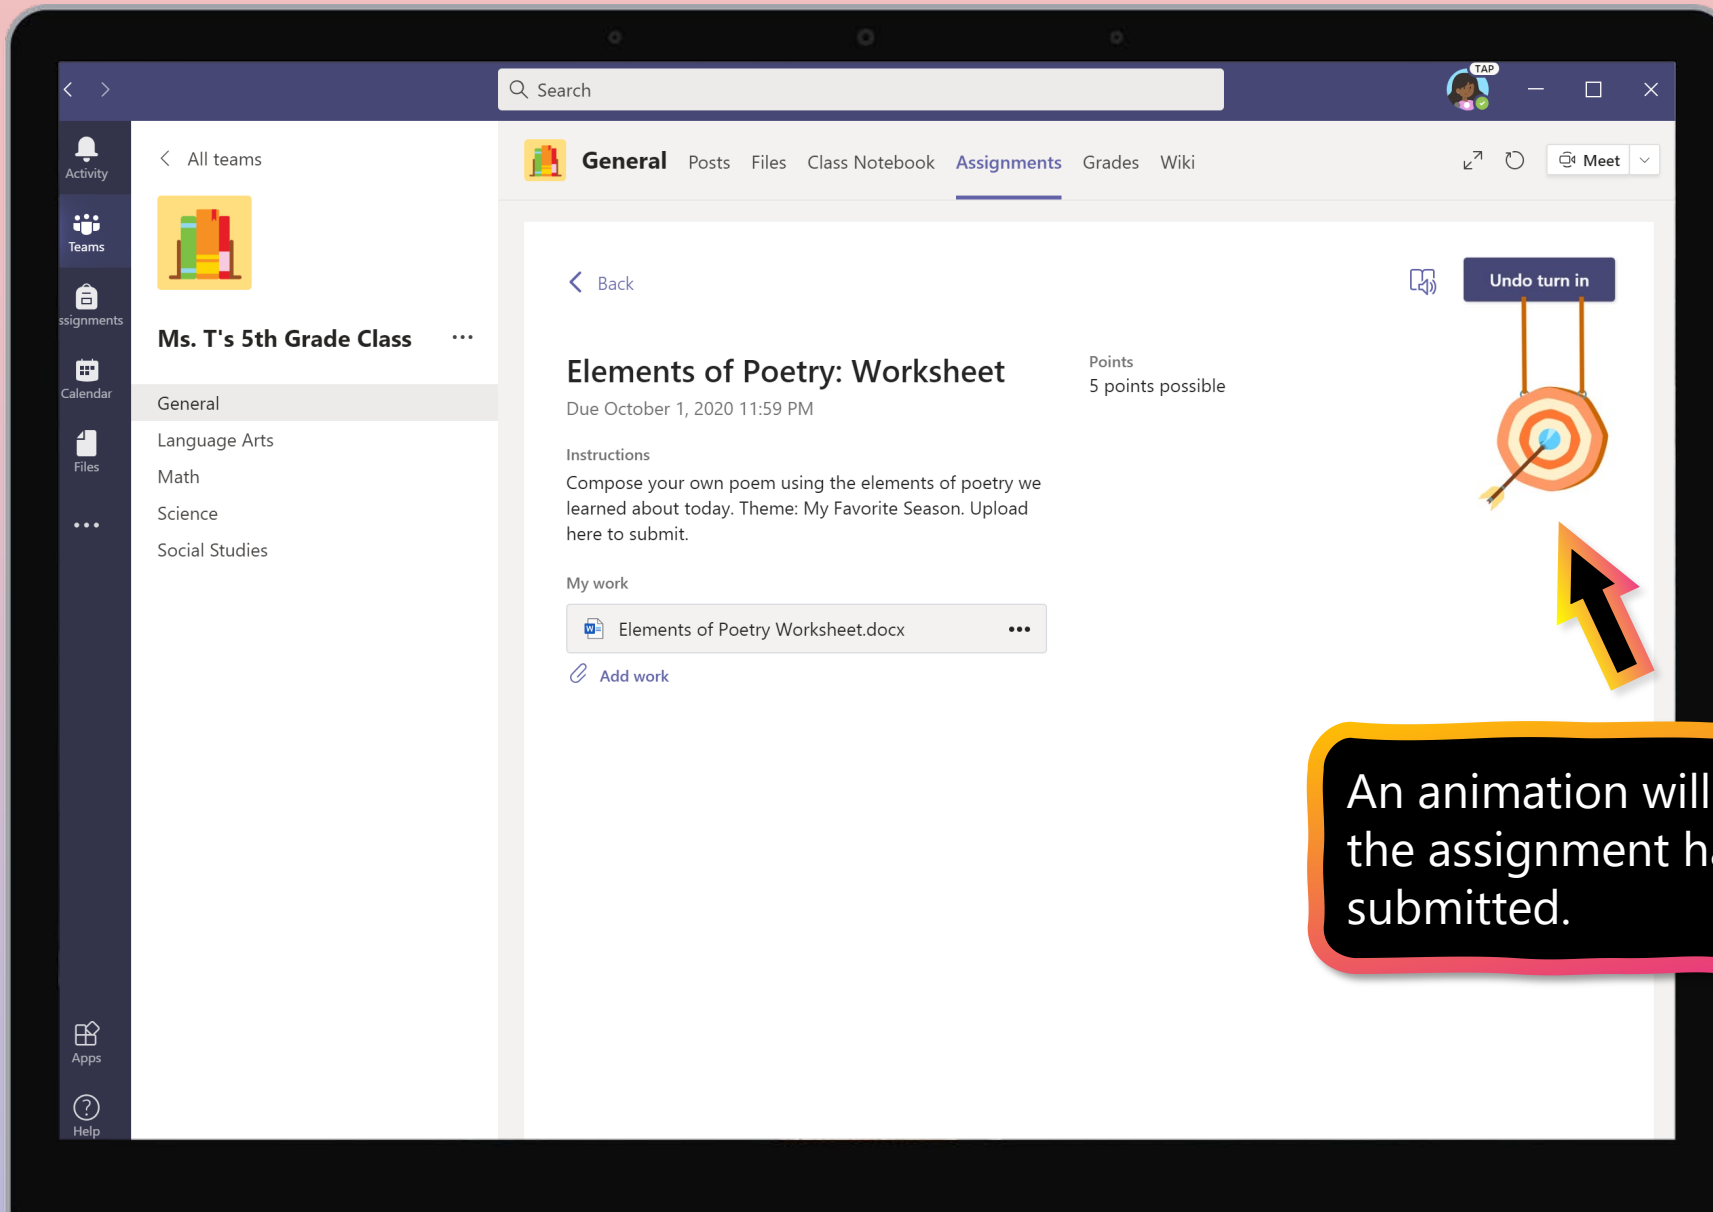 Search
TAP
Activity
Teams
ssignments
Calendar
Files
Apps
Help
All teams
Ms. T's 5th Grade Class
General
Language Arts
Math
Science
Social Studies
General Posts Files Class Notebook Assignments Grades Wiki
Meet
Back
Undo turn in
Elements of Poetry: Worksheet
Due October 1, 2020 11:59 PM
Points
5 points possible
Instructions
Compose your own poem using the elements of poetry we
learned about today. Theme: My Favorite Season. Upload
here to submit.
My work
Elements of Poetry Worksheet.docx
Add work
An animation will
the assignment
submitted.